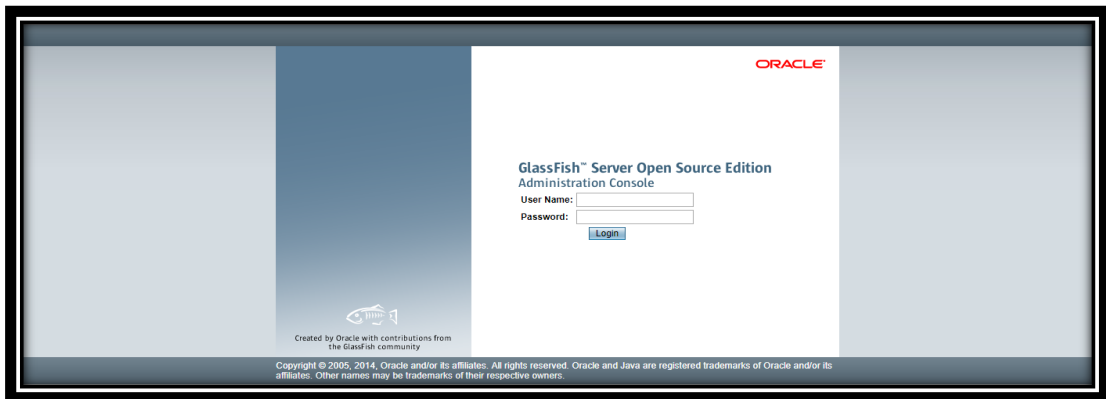 ORACLE
GlassFish™ Server Open Source Edition
Administration Console
User Name:
Password:
Login
Created by Oracle with contributions from
the GlassFish community
Copyright © 2005, 2014, Oracle and/or its affiliates. All rights reserved. Oracle and Java are registered trademarks of Oracle and/or its
affiliates. Other names may be trademarks of their respective owners.